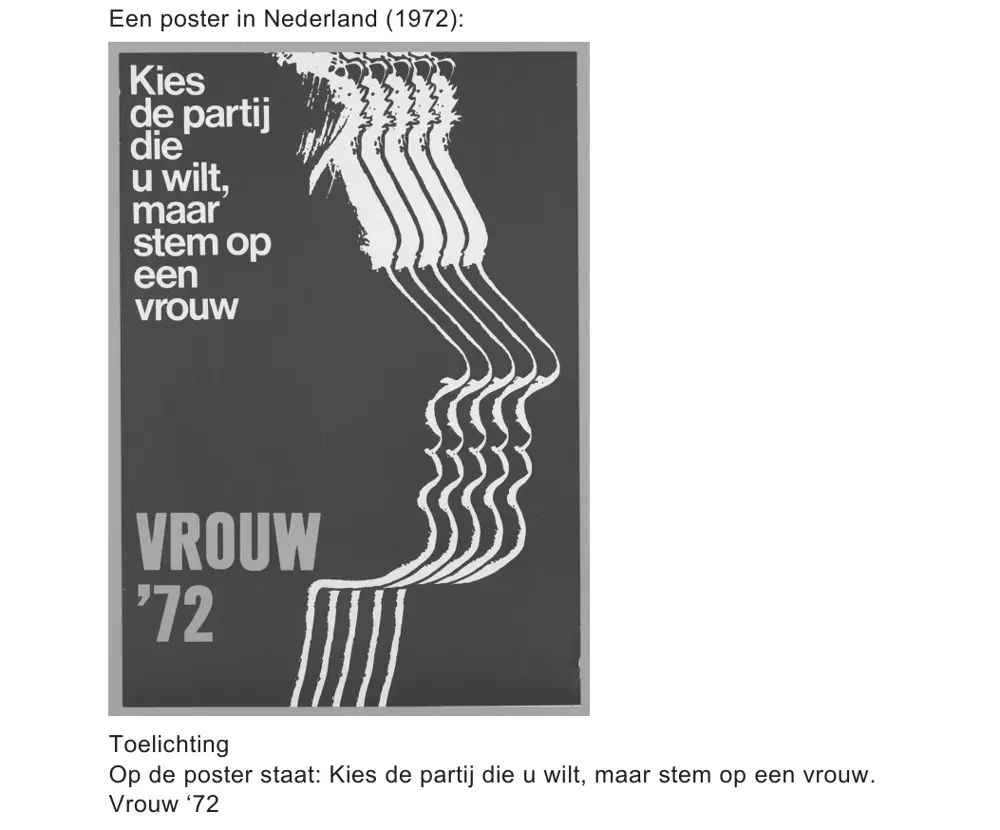 Een poster in Nederland (1972):
Kies
de partij
die
u wilt,
maar
stem op
een
vrouw
VROUW
’72
Toelichting
Op de poster staat: Kies de partij die u wilt, maar stem op een vrouw.
Vrouw ‘72